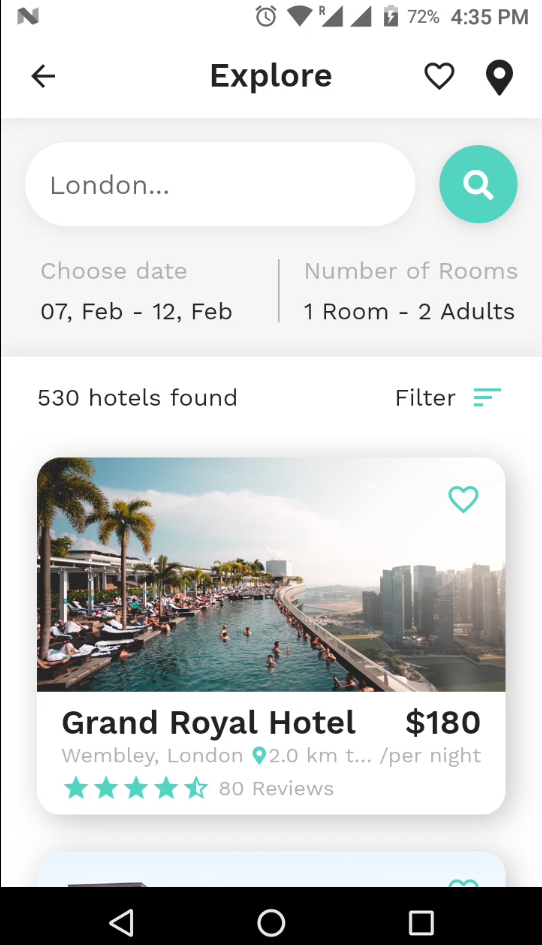 72% 4:35 PM
Explore
London...
Choose date
Number of Rooms
07, Feb - 12, Feb
1 Room - 2 Adults
530 hotels found
Filter
Grand Royal Hotel
$180
Wembley, London 2.0 km t... /per night
80 Reviews